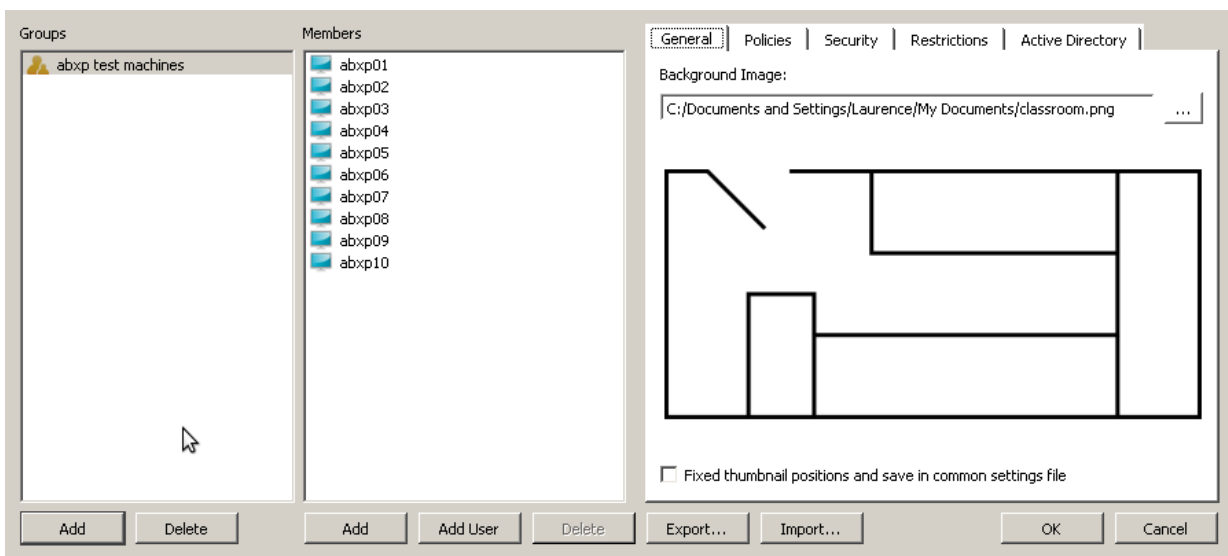 Groups
abxp test machines
Add Delete
Members
abxp01
abxp02
abxp03
abxp04
abxp05
abxp06
abxp07
abxp08
abxp09
abxp10
Add Add User Delete
General Policies Security Restrictions Active Directory
Background Image:
C:/Documents and Settings/Laurence/My Documents/classroom.png ...
Fixed thumbnail positions and save in common settings file
Export... Import... OK Cancel